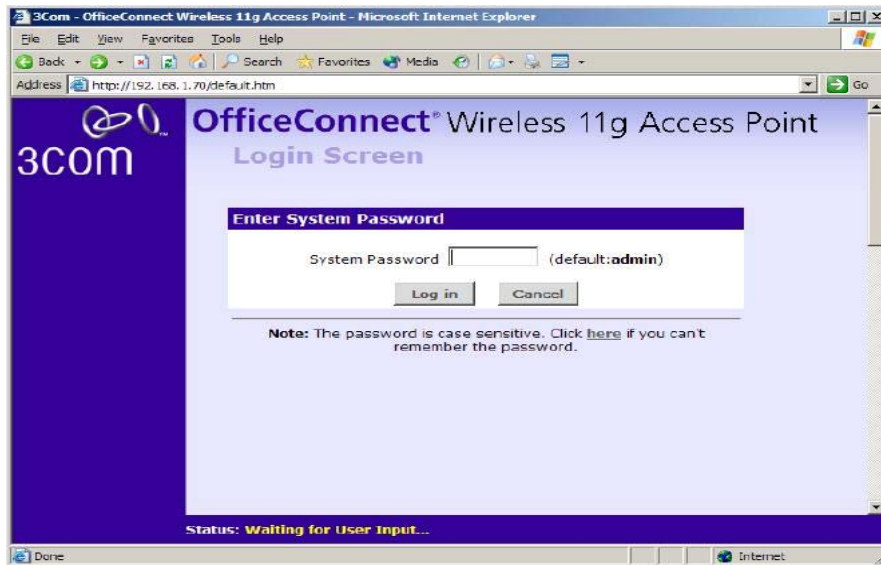 3Com - OfficeConnect Wireless 11g Access Point - Microsoft Internet Explorer
File Edit View Favorites Tools Help
Back Search Favorites Media
Address http://192.168.1.70/default.htm Go
3COM
OfficeConnect® Wireless 11g Access Point
Login Screen
Enter System Password
System Password (default:admin)
Log in Cancel
Note: The password is case sensitive. Click here if you can't
remember the password.
Status: Waiting for User Input...
Done Internet